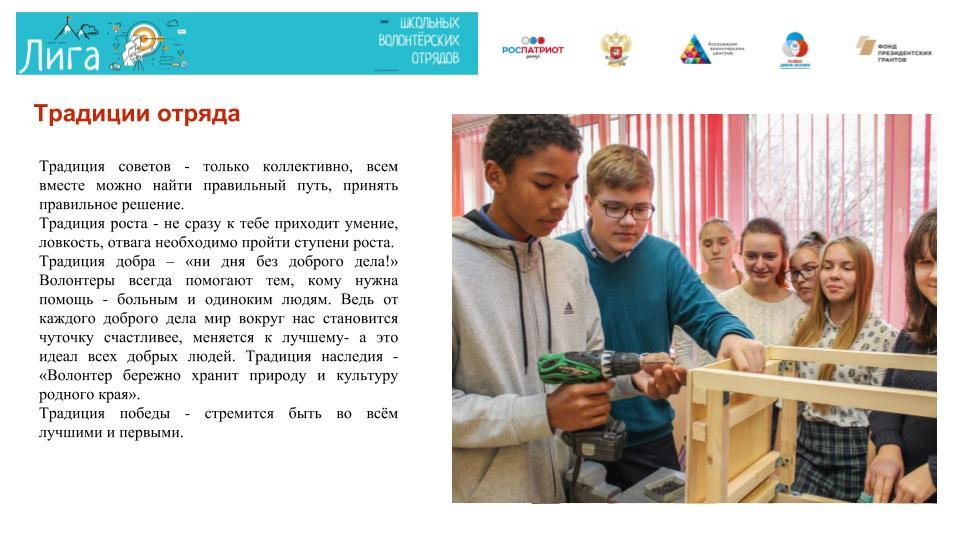 Лига
ШКОЛЬНЫХ
ВОЛОНТЁРСКИХ
ОТРЯДОВ
РОСПАТРИОТ
центр
Ассоциация
волонтерских
центров
ФОНД
ПРЕЗИДЕНТСКИХ
ГРАНТОВ
Традиции отряда
Традиция советов - только коллективно, всем
вместе можно найти правильный путь, принять
правильное решение.
Традиция роста - не сразу к тебе приходит умение,
ловкость, отвага необходимо пройти ступени роста.
Традиция добра – «ни дня без доброго дела!»
Волонтеры всегда помогают тем, кому нужна
помощь - больным и одиноким людям. Ведь от
каждого доброго дела мир вокруг нас становится
чуточку счастливее, меняется к лучшему- а это
идеал всех добрых людей. Традиция наследия -
«Волонтер бережно хранит природу и культуру
родного края».
Традиция победы - стремится быть во всём
лучшими и первыми.